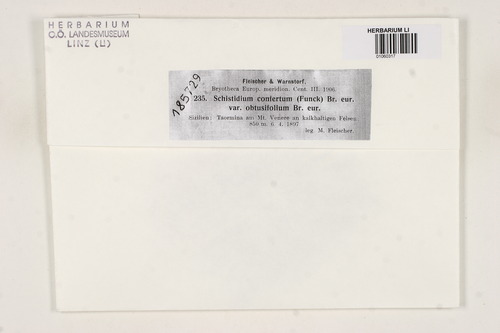 HERBARIUM
O.Ö. LANDESMUSEUM
LINZ (LI)
HERBARIUM LI
01060317
185729
Fleischer & Warnstorf.
Bryotheca Europ. meridion. Cent. III. 1906.
235. Schistidium confertum (Funck) Br. eur.
var. obtusifolium Br. eur.
Sizilien: Taormina am Mt. Venere an kalkhaltigen Felsen
850 m. 6. 4. 1897
leg. M. Fleischer.